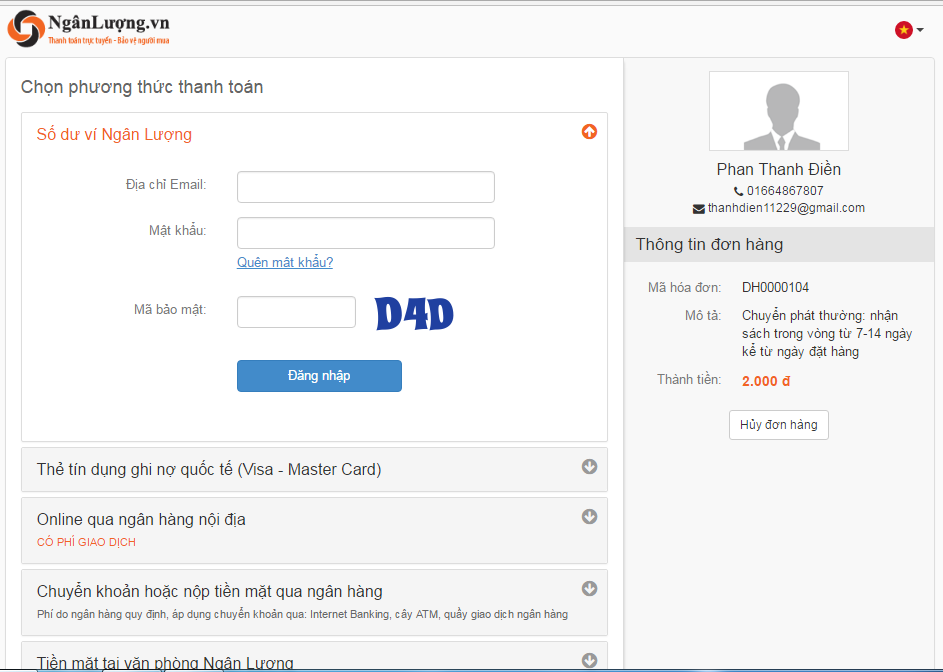 NgânLượng.vn
Thanh toán trực tuyến - Bảo vệ người mua
Chọn phương thức thanh toán
Số dư ví Ngân Lượng
Địa chỉ Email:
Mật khẩu:
Quên mật khẩu?
Mã bảo mật:
D4D
Đăng nhập
Thẻ tín dụng ghi nợ quốc tế (Visa - Master Card)
Online qua ngân hàng nội địa
CÓ PHÍ GIAO DỊCH
Chuyển khoản hoặc nộp tiền mặt qua ngân hàng
Phí do ngân hàng quy định, áp dụng chuyển khoản qua: Internet Banking, cây ATM, quầy giao dịch ngân hàng
Tiền mặt tại văn phòng Ngân Lượng
Phan Thanh Điền
01664867807
thanhdien11229@gmail.com
Thông tin đơn hàng
Mã hóa đơn: DH0000104
Mô tả: Chuyển phát thường: nhận
sách trong vòng từ 7-14 ngày
kể từ ngày đặt hàng
Thành tiền: 2.000 đ
Hủy đơn hàng